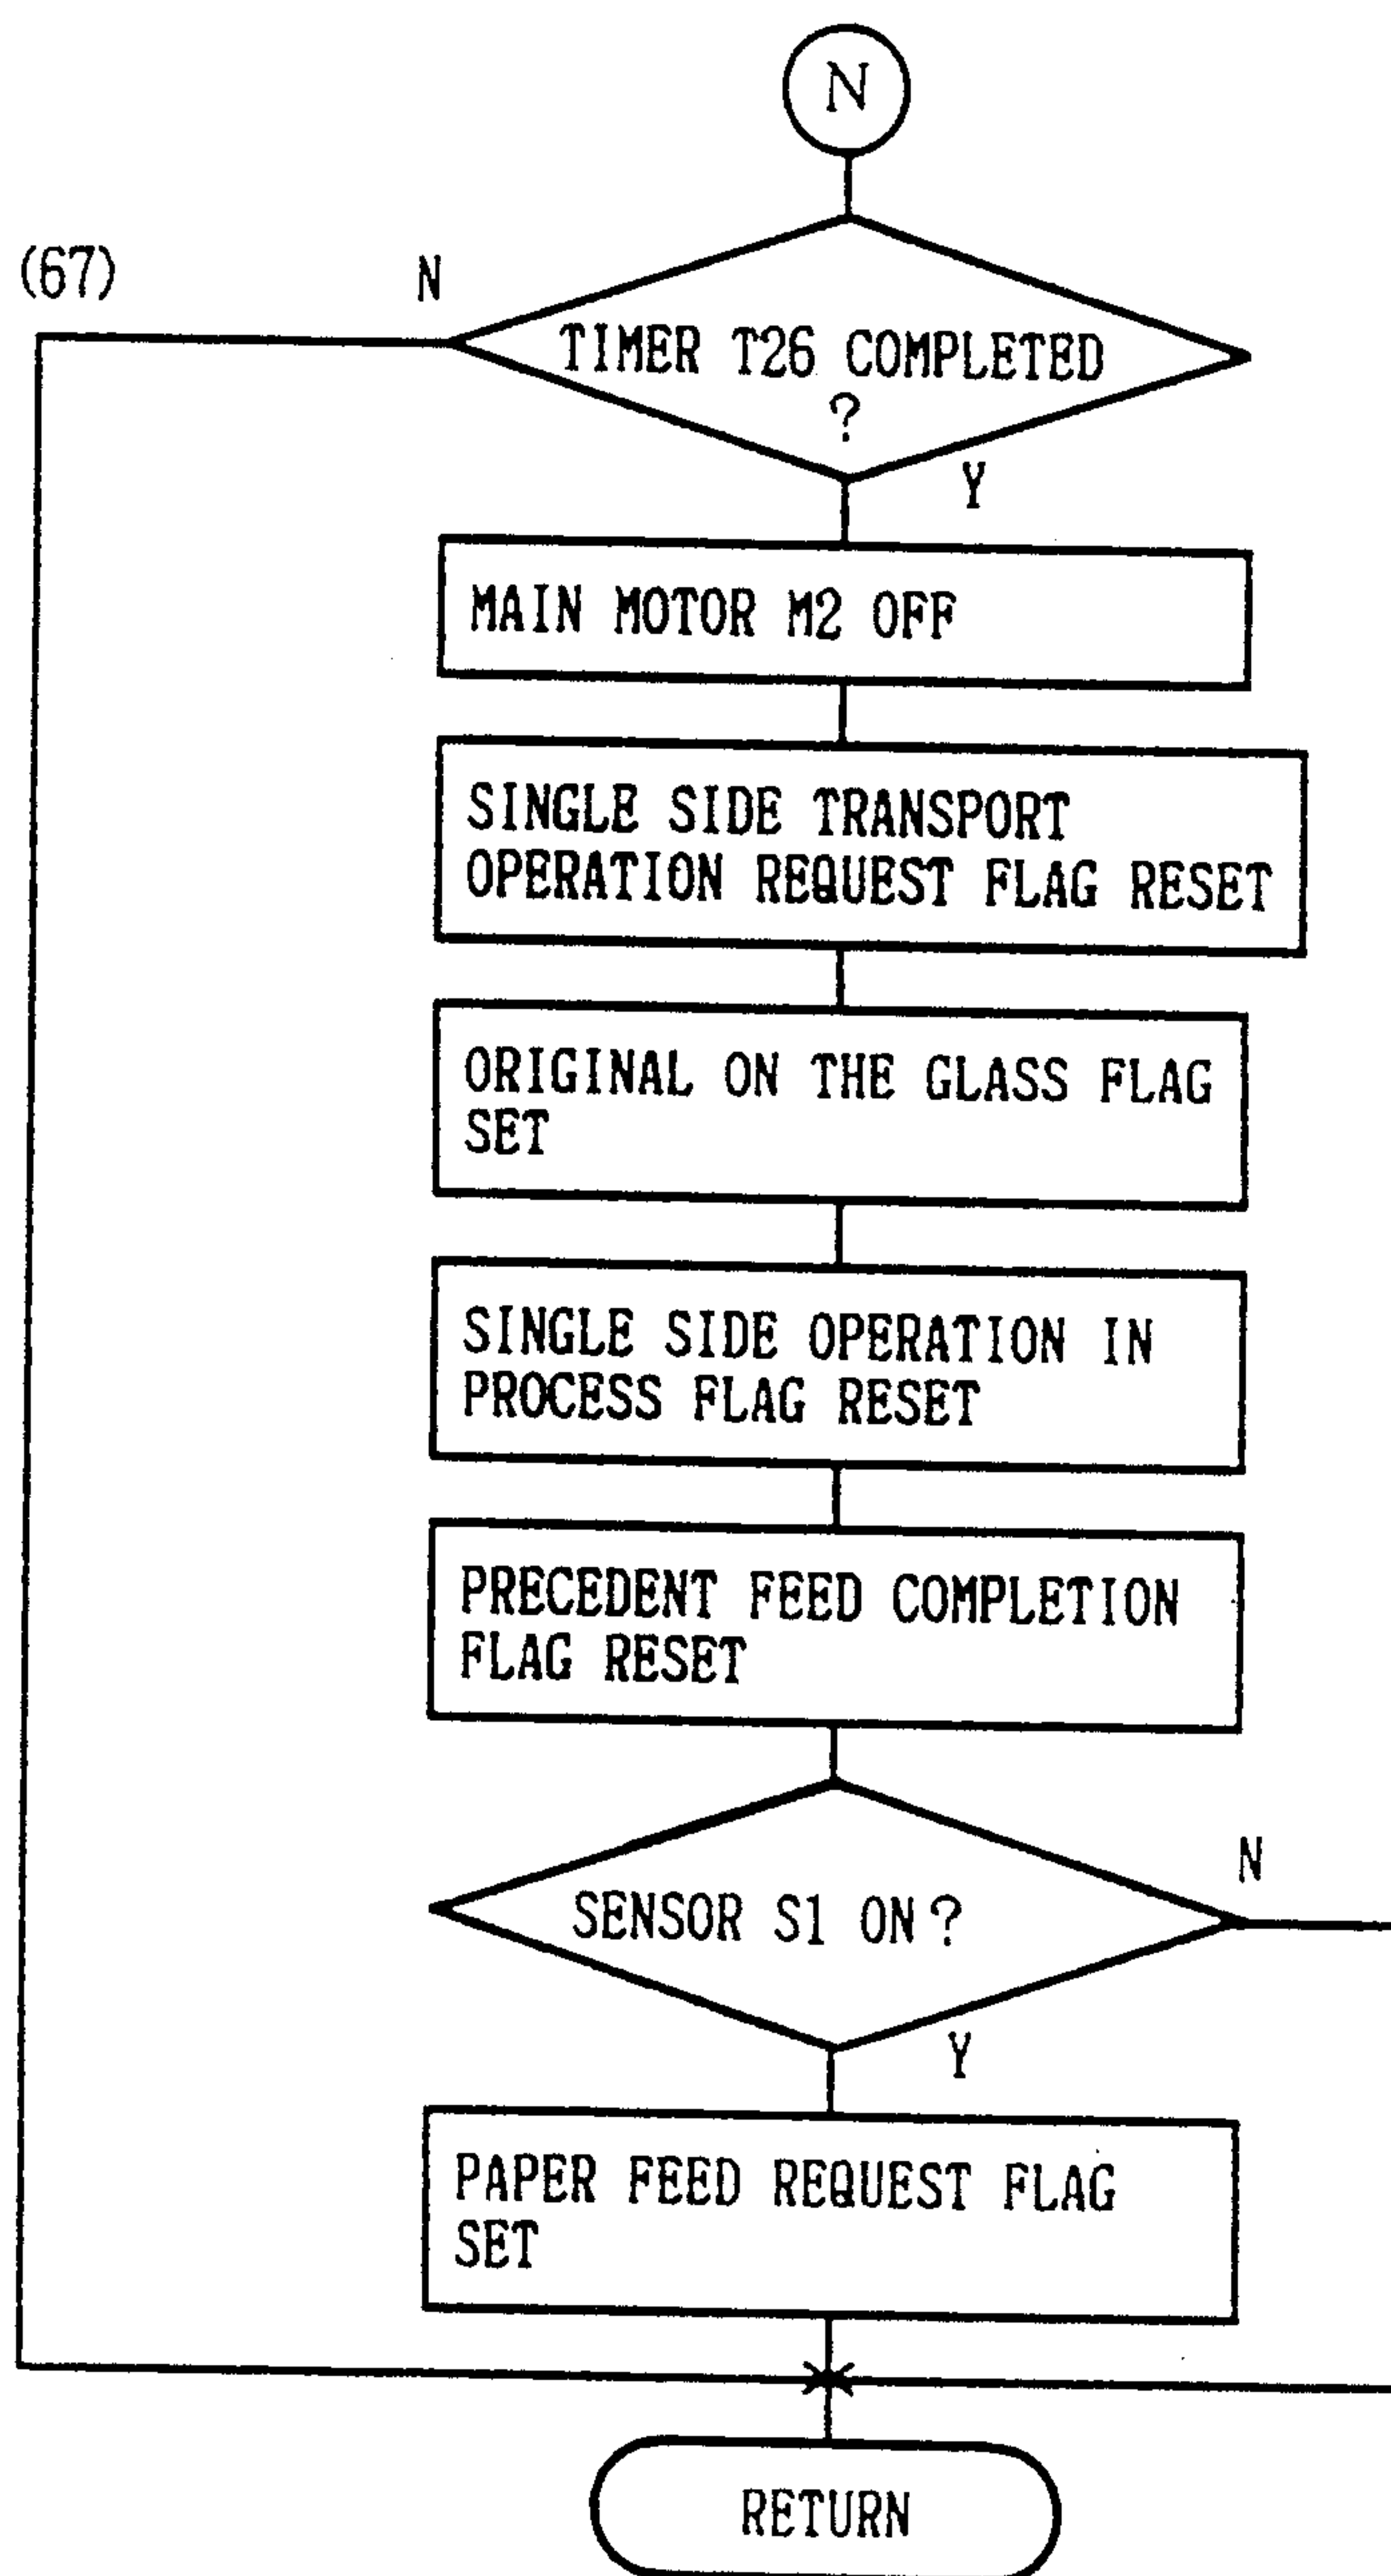 N
(67)
N
TIMER T26 COMPLETED
?
Y
MAIN MOTOR M2 OFF
SINGLE SIDE TRANSPORT
OPERATION REQUEST FLAG RESET
ORIGINAL ON THE GLASS FLAG
SET
SINGLE SIDE OPERATION IN
PROCESS FLAG RESET
PRECEDENT FEED COMPLETION
FLAG RESET
N
SENSOR S1 ON?
Y
PAPER FEED REQUEST FLAG
SET
RETURN